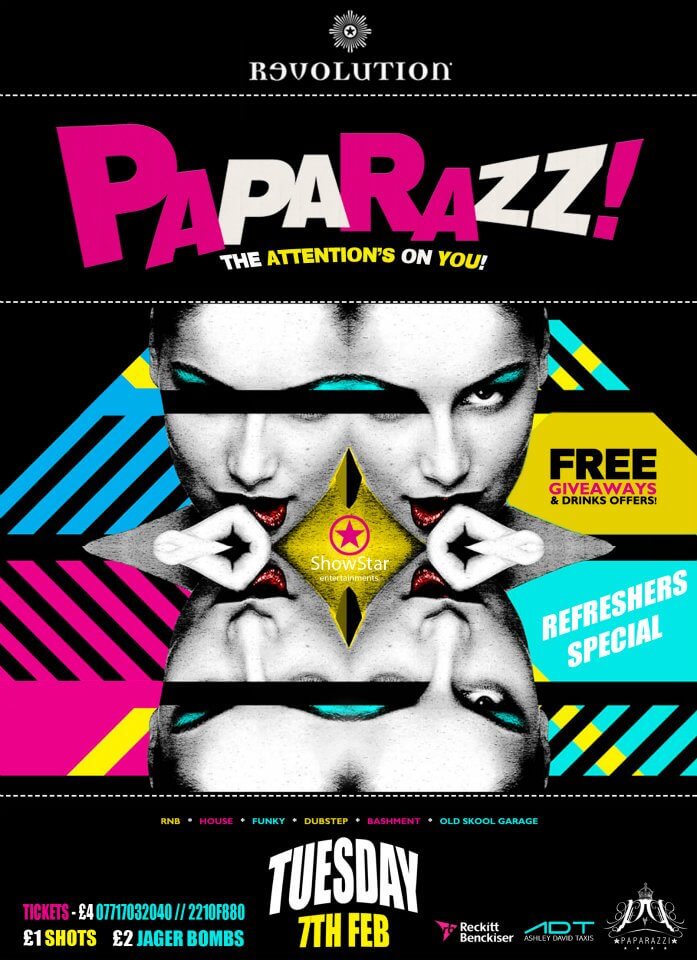 REVOLUTION
PAPARAZZ!
THE ATTENTION'S ON YOU!
FREE
GIVEAWAYS
& DRINKS OFFERS!
ShowStar
entertainments
REFRESHERS
SPECIAL
RNB * HOUSE * FUNKY * DUBSTEP * BASHMENT * OLD SKOOL GARAGE
TUESDAY
7TH FEB
TICKETS - £4 07717032040 // 2210F880
£1 SHOTS £2 JAGER BOMBS
Reckitt
Benckiser
ADT
ASHLEY DAVID TAXIS
★PAPARAZZI★